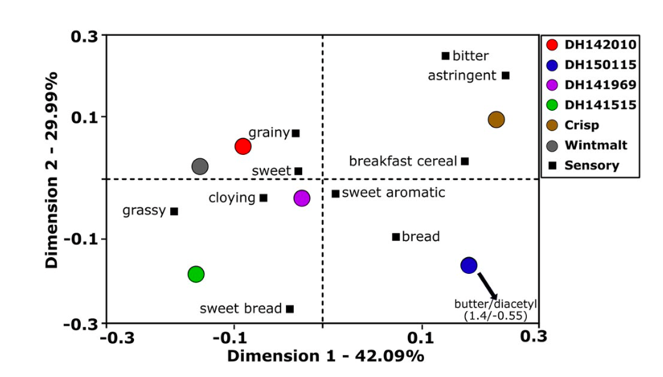 0.3
bitter
astringent
0.1
grainy
breakfast cereal
sweet
cloying
sweet aromatic
grassy
-0.1
bread
sweet bread
butter/diacetyl
(1.4/-0.55)
-0.3
Dimension 2 - 29.99%
-0.3
-0.1
0.1
0.3
Dimension 1 - 42.09%
DH142010
DH150115
DH141969
DH141515
Crisp
Wintmalt
Sensory